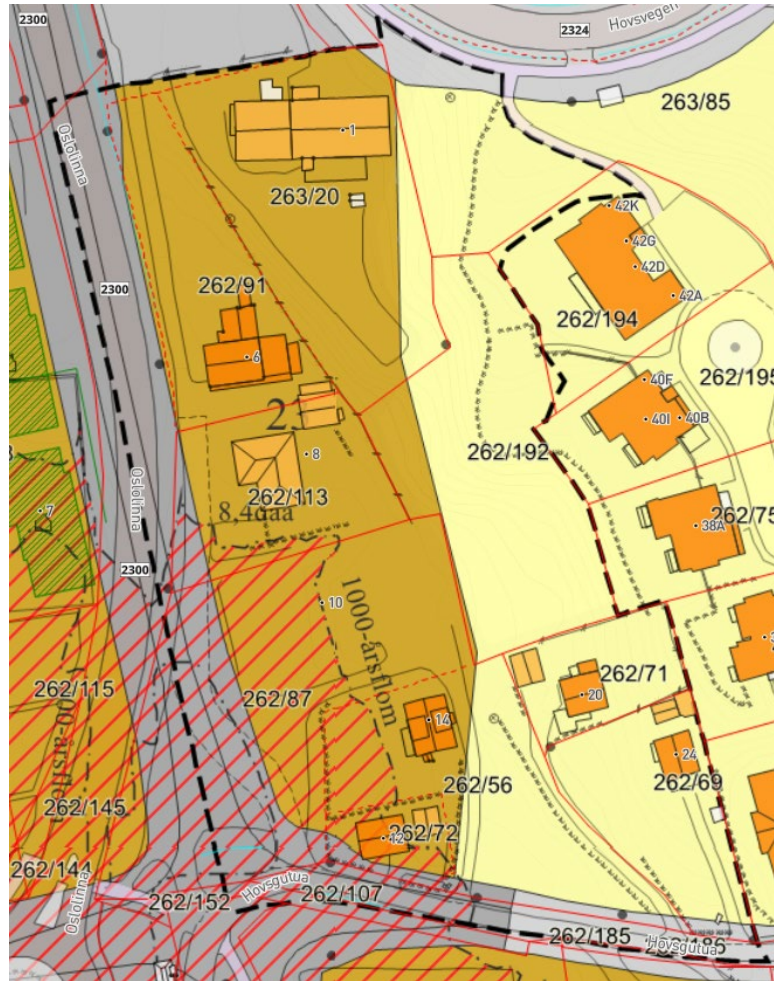 2300
Hovsvegen
2324
263/85
Oslolinna
1
263/20
42K
42G
42D
42A
2300
262/91
262/194
6
262/195
40F
40I
40B
2.
8
262/192
262/113
8,4daa
Oslolinna
7
262/75
38A
2300
10
1000-årsflom
262/115
262/87
262/71
20
14
24
262/56
262/69
262/145
12
262/72
262/144
Oslolinna
262/152
Hovsgutua
262/107
262/185
Hovsgutua